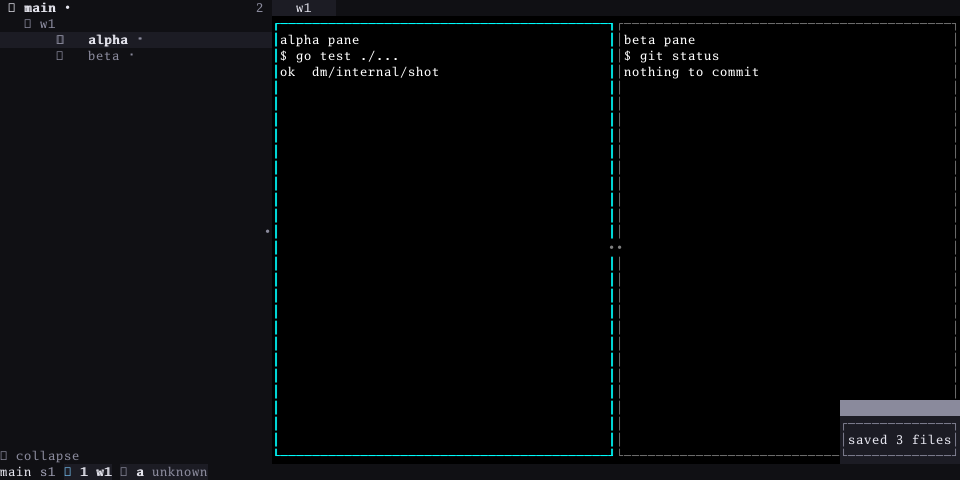 main • 2
w1
alpha *
beta *
collapse
main s1 1 w1 a unknown
w1
alpha pane
$ go test ./...
ok  dm/internal/shot
beta pane
$ git status
nothing to commit
saved 3 files